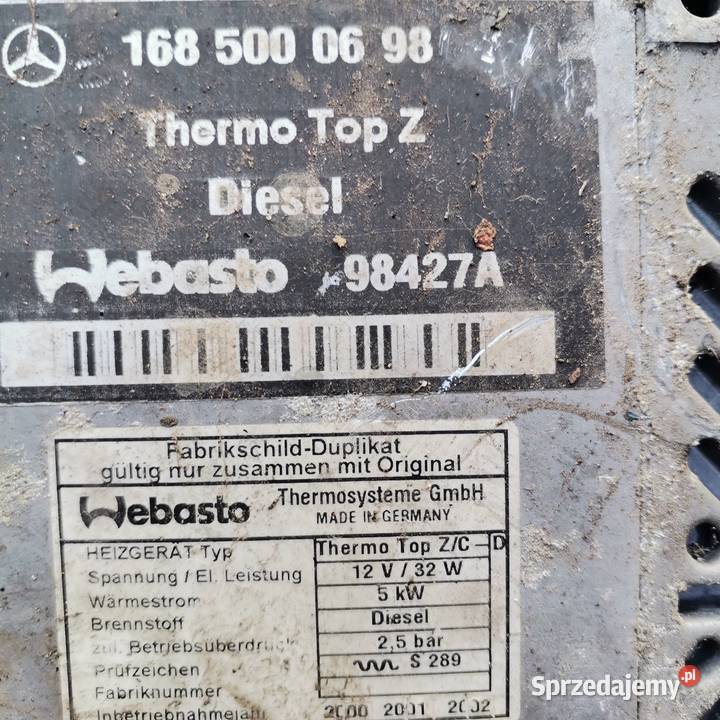 168 500 0698
Thermo Top Z
Diesel
Webasto 98427A
Fabrikschild-Duplikat
gültig nur zusammen mit Original
Webasto Thermosysteme GmbH
MADE IN GERMANY
HEIZGERÄT Typ Thermo Top Z/C - D
Spannung / El. Leistung 12 V / 32 W
Wärmestrom 5 kW
Brennstoff Diesel
zul. Betriebsüberdruck 2,5 bar
Prüfzeichen S 289
Fabriknummer
Inbetriebnahmejahr 2000 2001 2002
Sprzedajemy.pl